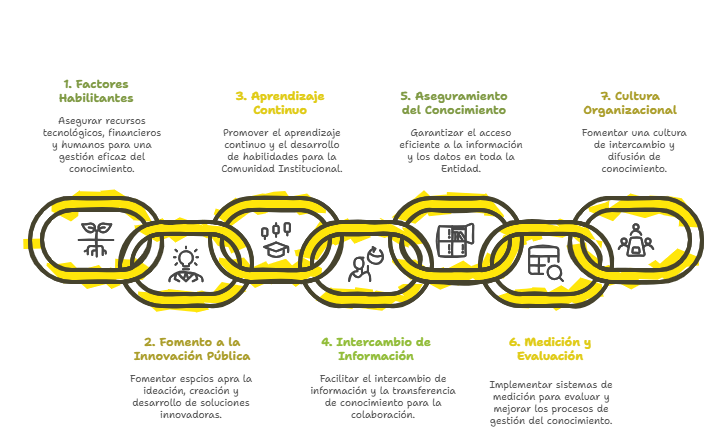 1. Factores
Habilitantes
Asegurar recursos
tecnológicos, financieros
y humanos para una
gestión eficaz del
conocimiento.
2. Fomento a la
Innovación Pública
Fomentar espcios apra la
ideación, creación y
desarrollo de soluciones
innovadoras.
3. Aprendizaje
Continuo
Promover el aprendizaje
continuo y el desarrollo
de habilidades para la
Comunidad Institucional.
4. Intercambio de
Información
Facilitar el intercambio de
información y la transferencia
de conocimiento para la
colaboración.
5. Aseguramiento
del Conocimiento
Garantizar el acceso
eficiente a la información
y los datos en toda la
Entidad.
6. Medición y
Evaluación
Implementar sistemas de
medición para evaluar y
mejorar los procesos de
gestión del conocimiento.
7. Cultura
Organizacional
Fomentar una cultura
de intercambio y
difusión de
conocimiento.